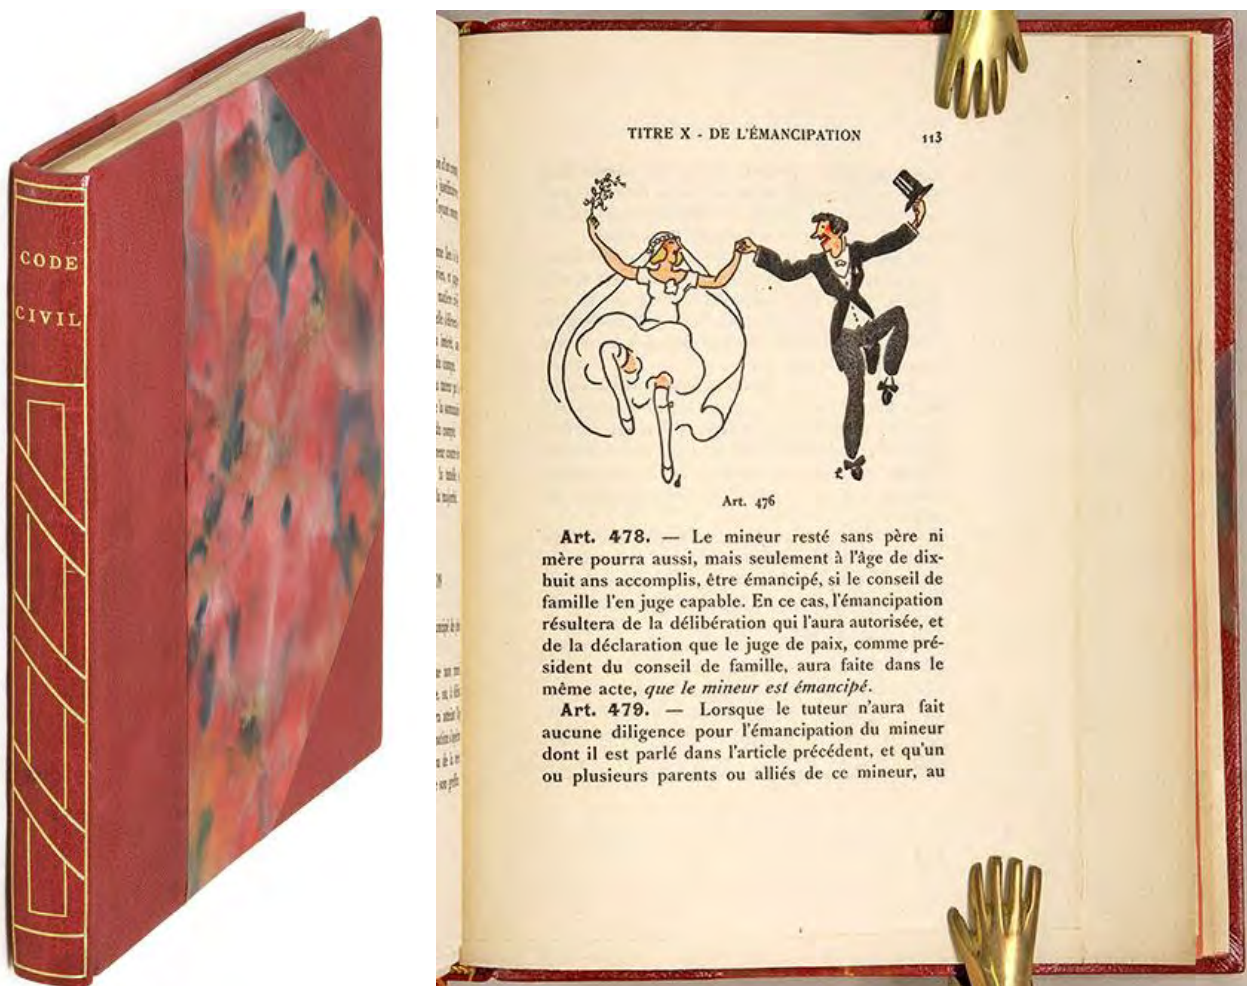 CODE
CIVIL
TITRE X - DE L'ÉMANCIPATION 113
Art. 476
Art. 478. — Le mineur resté sans père ni
mère pourra aussi, mais seulement à l'âge de dix-
huit ans accomplis, être émancipé, si le conseil de
famille l'en juge capable. En ce cas, l'émancipation
résultera de la délibération qui l'aura autorisée, et
de la déclaration que le juge de paix, comme pré-
sident du conseil de famille, aura faite dans le
même acte, que le mineur est émancipé.
Art. 479. — Lorsque le tuteur n'aura fait
aucune diligence pour l'émancipation du mineur
dont il est parlé dans l'article précédent, et qu'un
ou plusieurs parents ou alliés de ce mineur, au